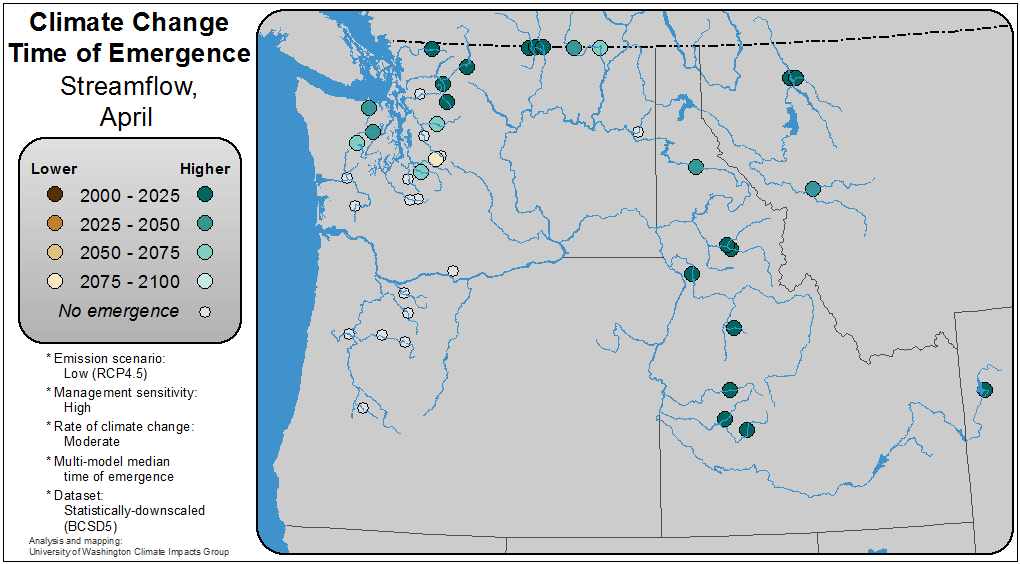 Climate Change
Time of Emergence
Streamflow,
April
Lower Higher
2000 - 2025
2025 - 2050
2050 - 2075
2075 - 2100
No emergence
* Emission scenario:
Low (RCP4.5)
* Management sensitivity:
High
* Rate of climate change:
Moderate
* Multi-model median
time of emergence
* Dataset:
Statistically-downscaled
(BCSD5)
Analysis and mapping:
University of Washington Climate Impacts Group